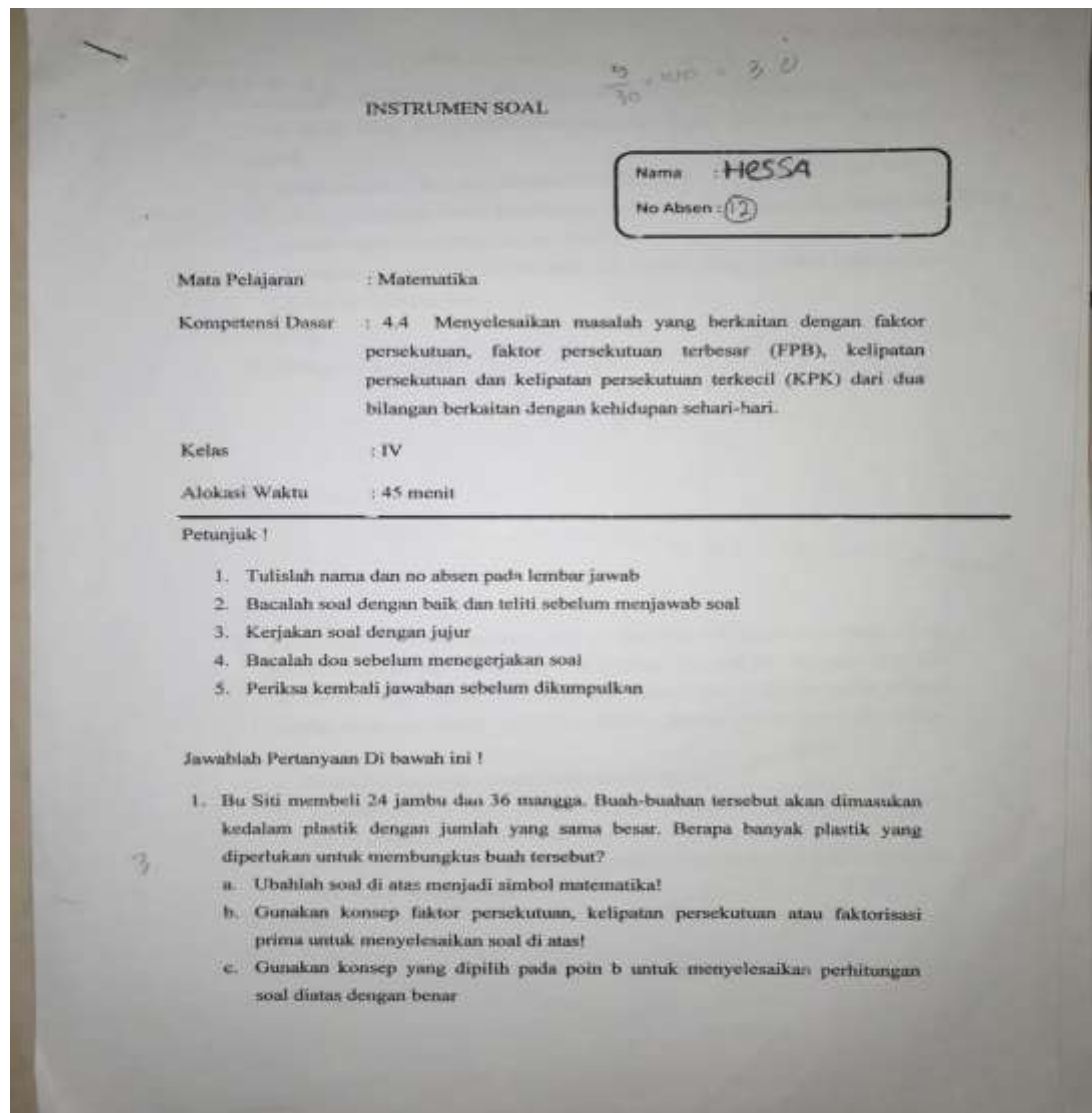 30
INSTRUMEN SOAL
Nama : HESSA
No Absen : 12
Mata Pelajaran : Matematika
Kompetensi Dasar : 4.4 Menyelesaikan masalah yang berkaitan dengan faktor
persekutuan, faktor persekutuan terbesar (FPB), kelipatan
persekutuan dan kelipatan persekutuan terkecil (KPK) dari dua
bilangan berkaitan dengan kehidupan sehari-hari.
Kelas : IV
Alokasi Waktu : 45 menit
Petunjuk !
1. Tulislah nama dan no absen pada lembar jawab
2. Bacalah soal dengan baik dan teliti sebelum menjawab soal
3. Kerjakan soal dengan jujur
4. Bacalah doa sebelum menegerjakan soal
5. Periksa kembali jawaban sebelum dikumpulkan
Jawablah Pertanyaan Di bawah ini !
1. Bu Siti membeli 24 jambu dan 36 mangga. Buah-buahan tersebut akan dimasukan
kedalam plastik dengan jumlah yang sama besar. Berapa banyak plastik yang
3 diperlukan untuk membungkus buah tersebut?
a. Ubahlah soal di atas menjadi simbol matematika!
b. Gunakan konsep faktor persekutuan, kelipatan persekutuan atau faktorisasi
prima untuk menyelesaikan soal di atas!
c. Gunakan konsep yang dipilih pada poin b untuk menyelesaikan perhitungan
soal diatas dengan benar